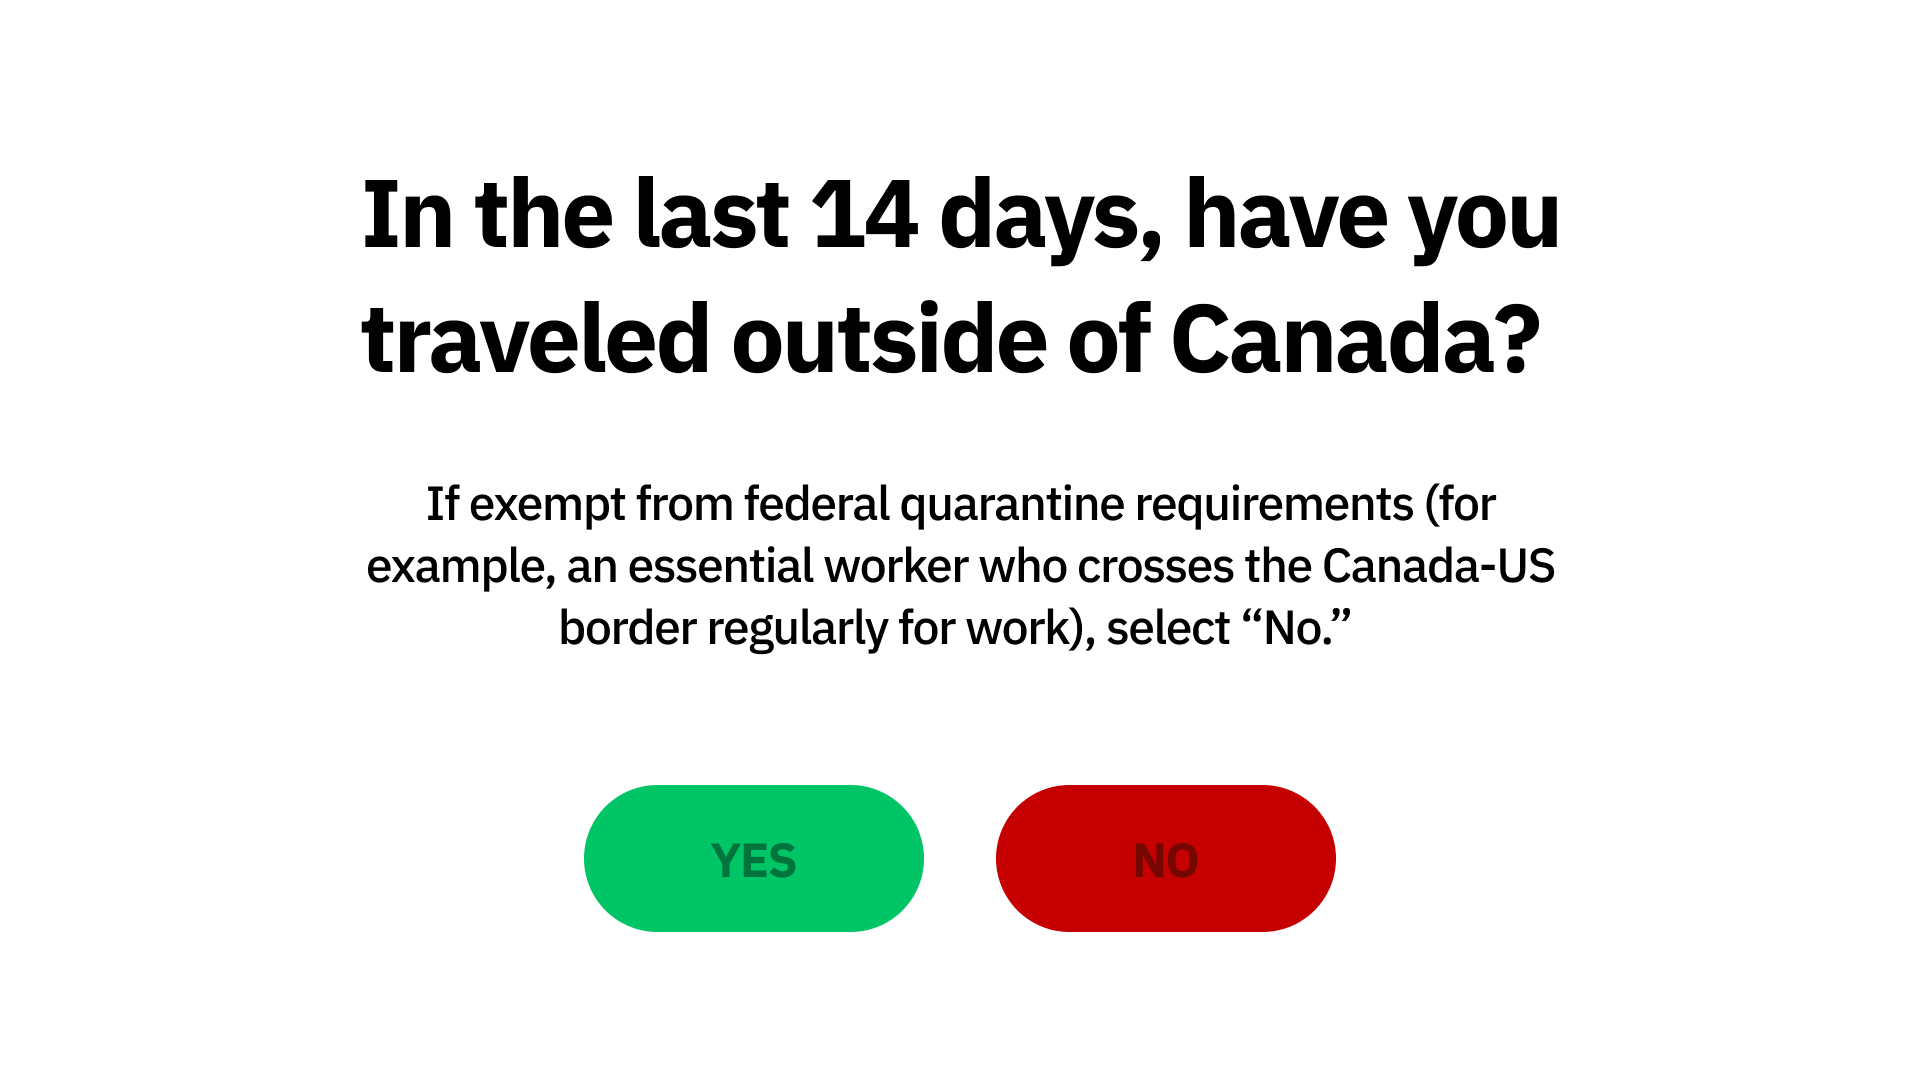 In the last 14 days, have you
traveled outside of Canada?
If exempt from federal quarantine requirements (for
example, an essential worker who crosses the Canada-US
border regularly for work), select “No.”
YES
NO